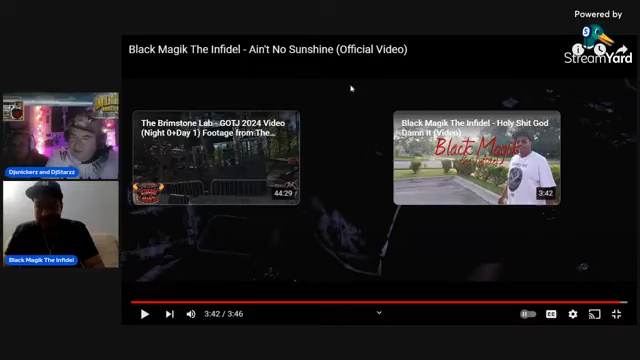 Powered by
StreamYard
Black Magik The Infidel - Ain't No Sunshine (Official Video)
The Brimstone Lab - GOTJ 2024 Video
(Night 0+Day 1) Footage from The...
44:29
Black Magik The Infidel - Holy Shit God
Damn It (Video)
Black Magik
3:42
Djsnickerz and DjStarzz
Black Magik The Infidel
3:42 / 3:46
CC